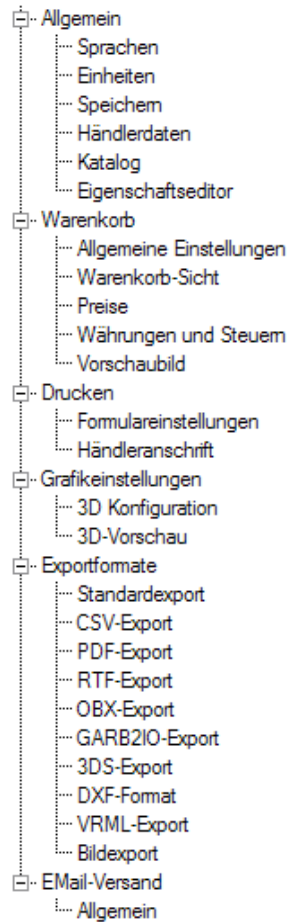 Allgemein
Sprachen
Einheiten
Speichern
Händlerdaten
Katalog
Eigenschaftseditor
Warenkorb
Allgemeine Einstellungen
Warenkorb-Sicht
Preise
Währungen und Steuern
Vorschaubild
Drucken
Formulareinstellungen
Händleranschrift
Grafikeinstellungen
3D Konfiguration
3D-Vorschau
Exportformate
Standardexport
CSV-Export
PDF-Export
RTF-Export
OBX-Export
GARB2IO-Export
3DS-Export
DXF-Format
VRML-Export
Bildexport
EMail-Versand
Allgemein